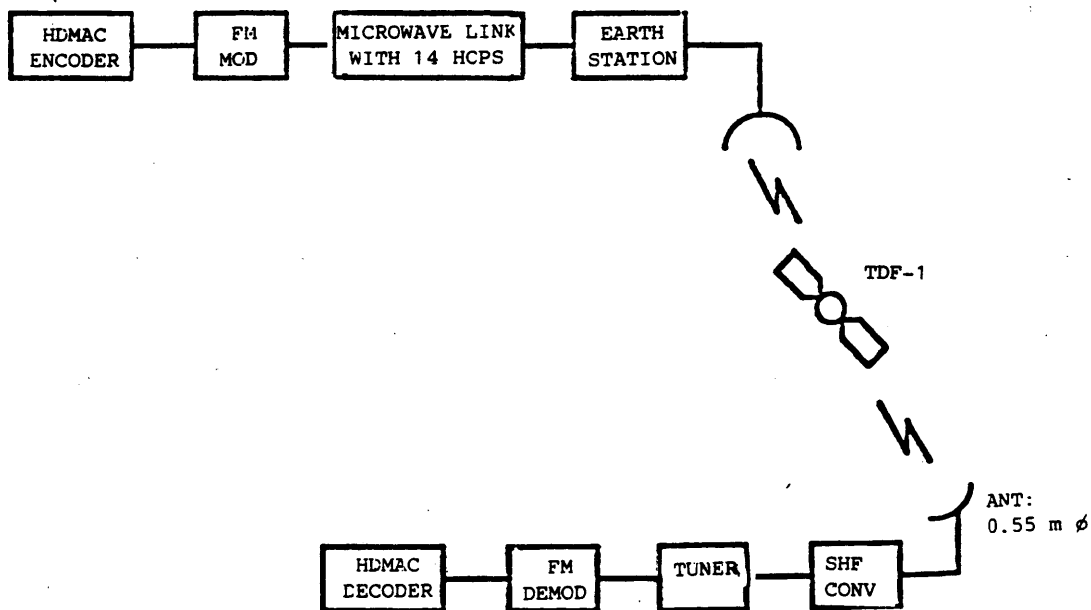 HDMAC
ENCODER
FM
MOD
MICROWAVE LINK
WITH 14 HCPS
EARTH
STATION
TDF-1
ANT:
0.55 m ø
HDMAC
DECODER
FM
DEMOD
TUNER
SHF
CONV